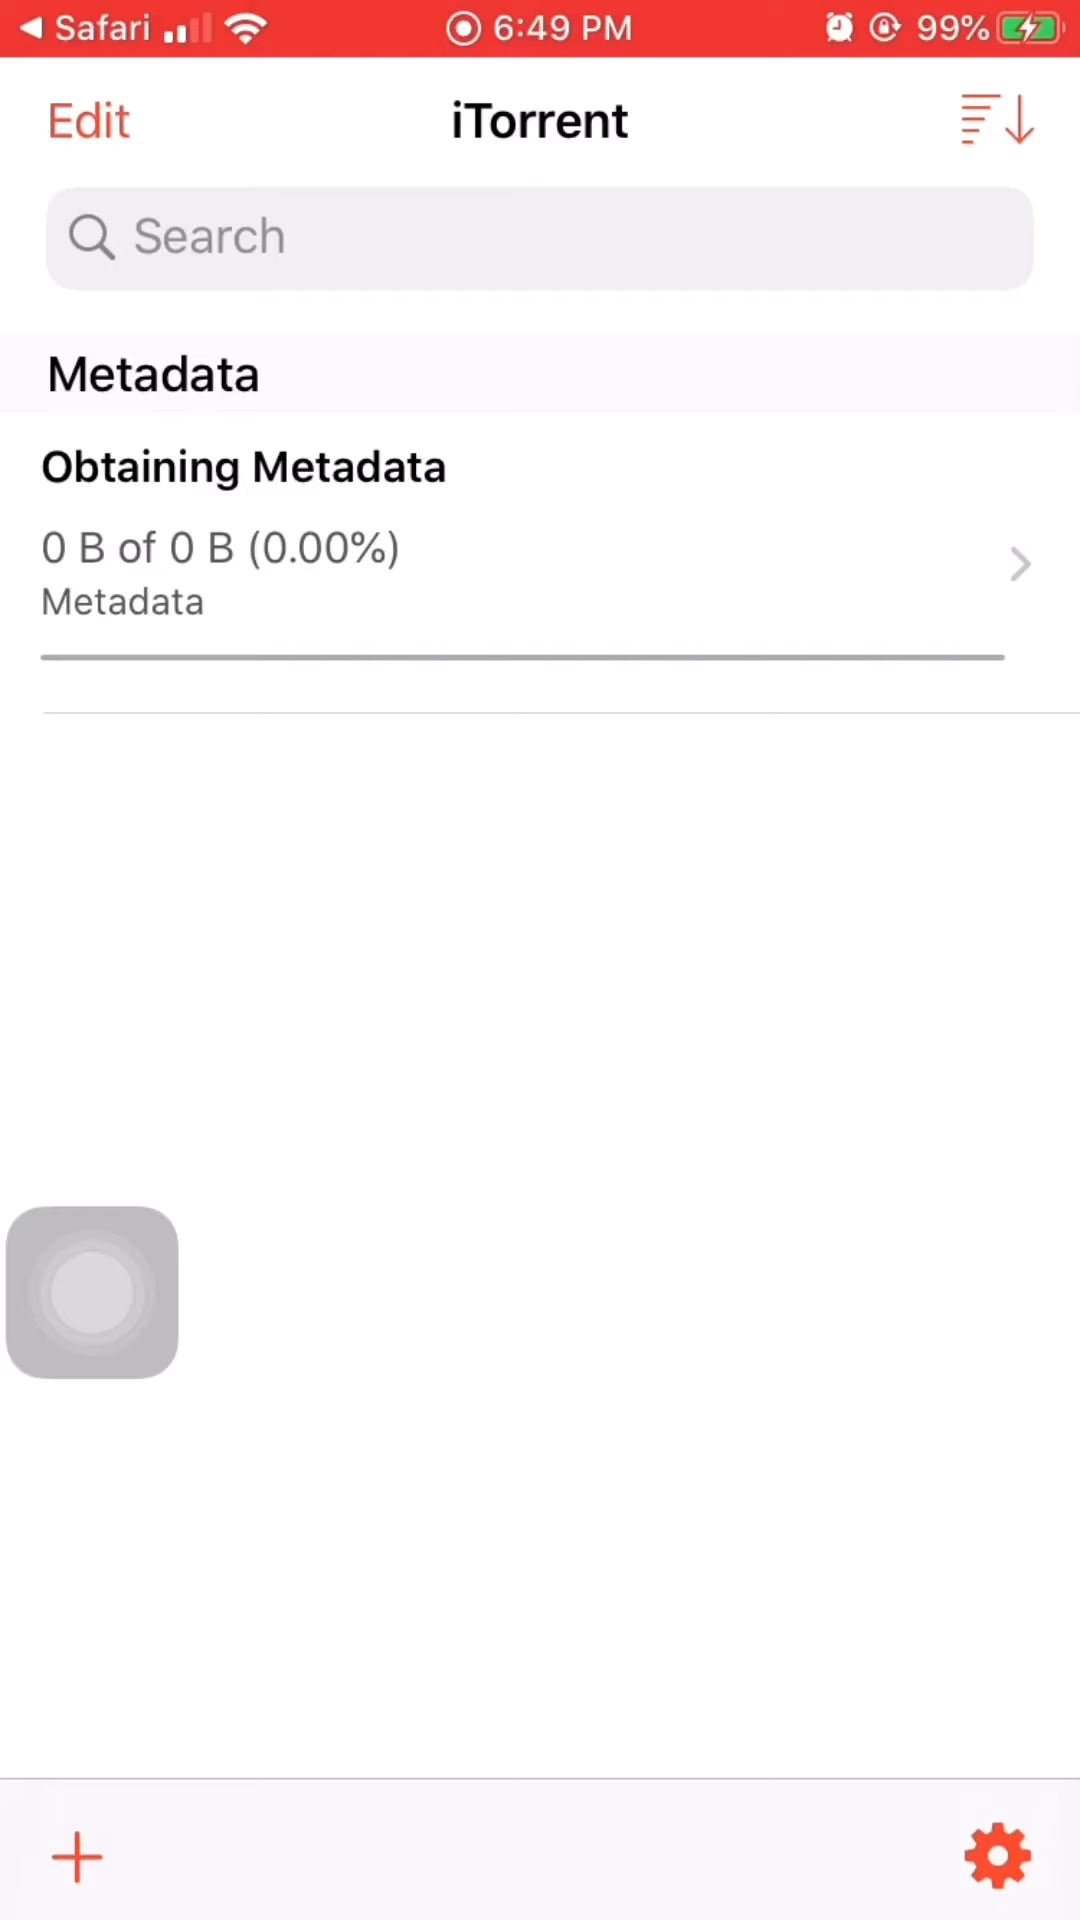 Safari 6:49 PM 99%
Edit iTorrent
Search
Metadata
Obtaining Metadata
0 B of 0 B (0.00%)
Metadata